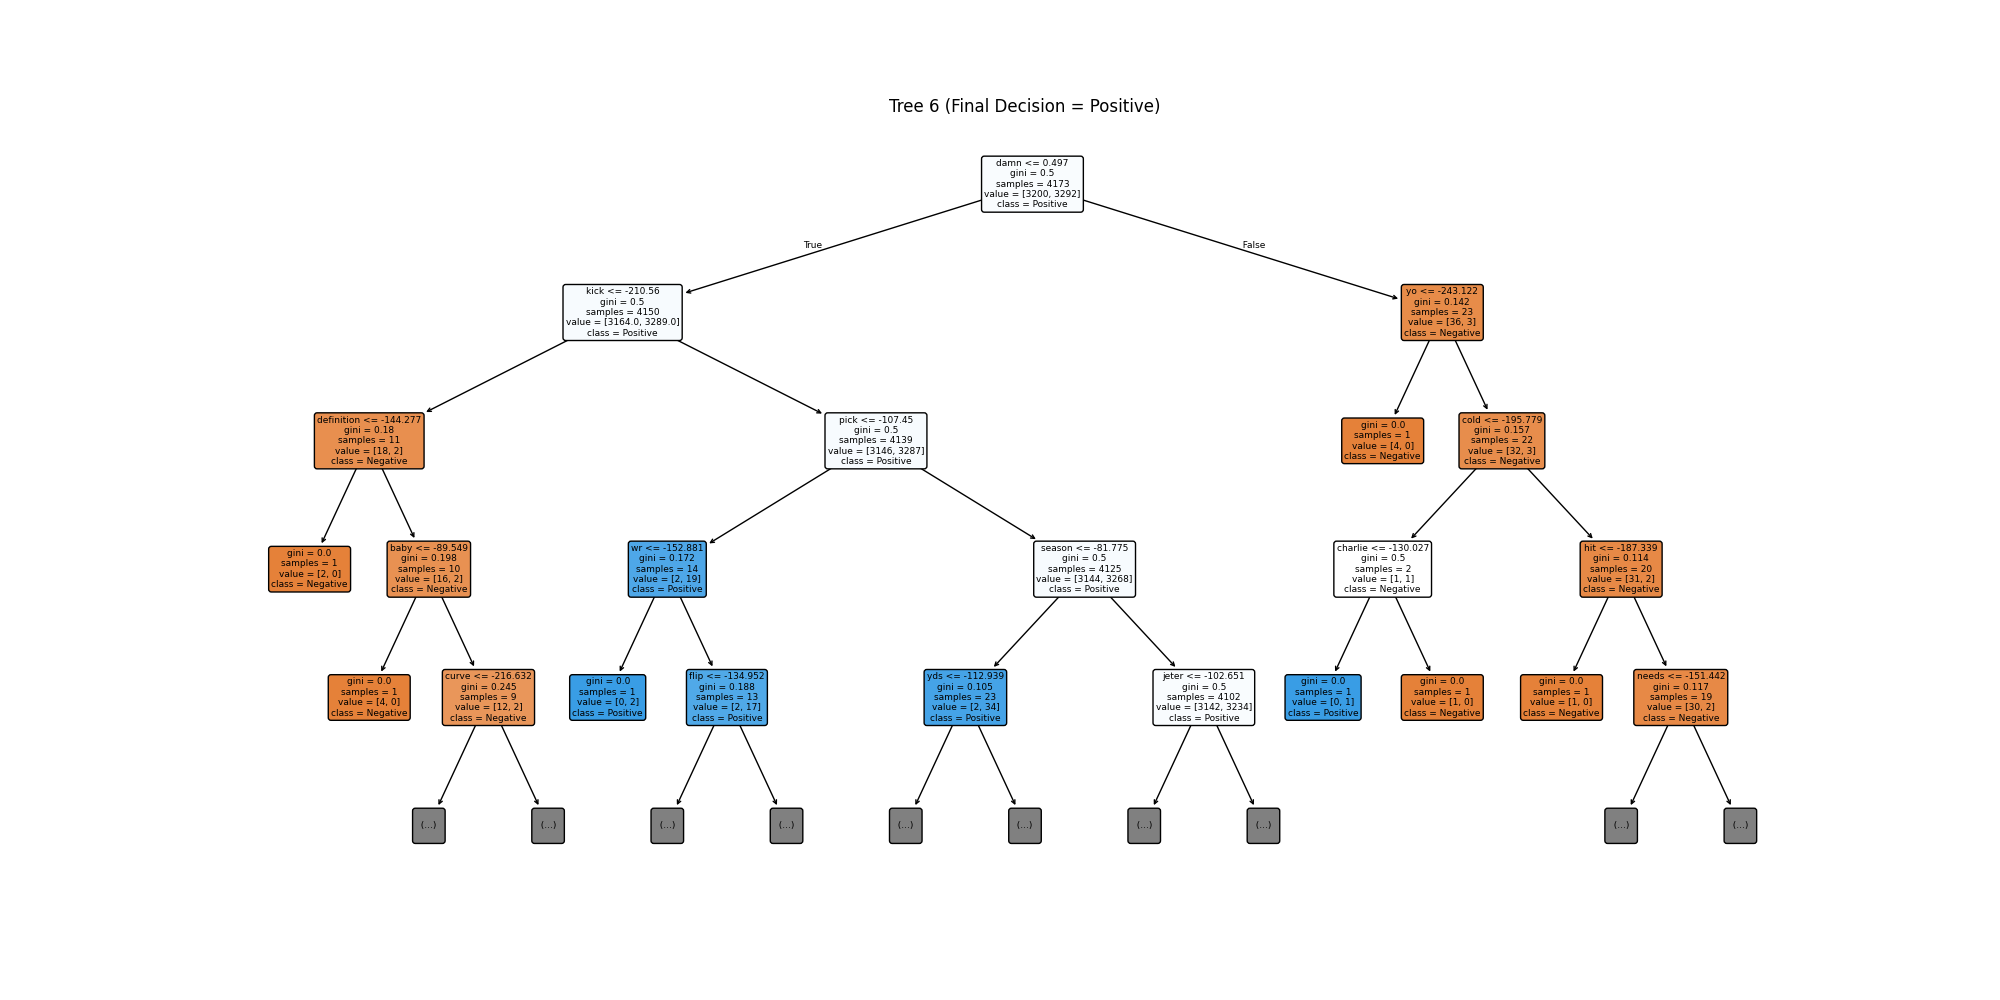 Tree 6 (Final Decision = Positive)
damn <= 0.497
gini = 0.5
samples = 4173
value = [3200, 3292]
class = Positive
True
False
kick <= -210.56
gini = 0.5
samples = 4150
value = [3164.0, 3289.0]
class = Positive
yo <= -243.122
gini = 0.142
samples = 23
value = [36, 3]
class = Negative
definition <= -144.277
gini = 0.18
samples = 11
value = [18, 2]
class = Negative
pick <= -107.45
gini = 0.5
samples = 4139
value = [3146, 3287]
class = Positive
gini = 0.0
samples = 1
value = [4, 0]
class = Negative
cold <= -195.779
gini = 0.157
samples = 22
value = [32, 3]
class = Negative
gini = 0.0
samples = 1
value = [2, 0]
class = Negative
baby <= -89.549
gini = 0.198
samples = 10
value = [16, 2]
class = Negative
wr <= -152.881
gini = 0.172
samples = 14
value = [2, 19]
class = Positive
season <= -81.775
gini = 0.5
samples = 4125
value = [3144, 3268]
class = Positive
charlie <= -130.027
gini = 0.5
samples = 2
value = [1, 1]
class = Negative
hit <= -187.339
gini = 0.114
samples = 20
value = [31, 2]
class = Negative
gini = 0.0
samples = 1
value = [4, 0]
class = Negative
curve <= -216.632
gini = 0.245
samples = 9
value = [12, 2]
class = Negative
gini = 0.0
samples = 1
value = [0, 2]
class = Positive
flip <= -134.952
gini = 0.188
samples = 13
value = [2, 17]
class = Positive
yds <= -112.939
gini = 0.105
samples = 23
value = [2, 34]
class = Positive
jeter <= -102.651
gini = 0.5
samples = 4102
value = [3142, 3234]
class = Positive
gini = 0.0
samples = 1
value = [0, 1]
class = Positive
gini = 0.0
samples = 1
value = [1, 0]
class = Negative
gini = 0.0
samples = 1
value = [1, 0]
class = Negative
needs <= -151.442
gini = 0.117
samples = 19
value = [30, 2]
class = Negative
(...)
(...)
(...)
(...)
(...)
(...)
(...)
(...)
(...)
(...)